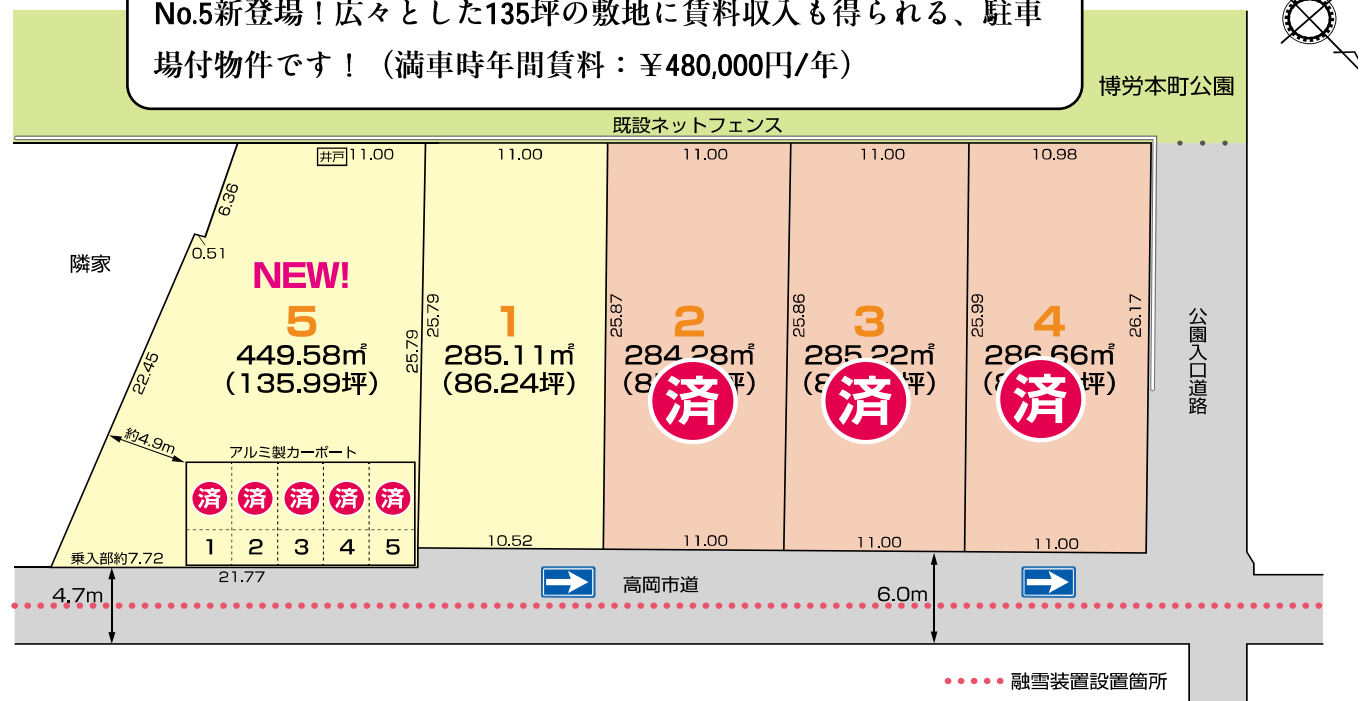 No.5新登場！広々とした135坪の敷地に賃料収入も得られる、駐車
場付物件です！（満車時年間賃料：￥480,000円/年）
博労本町公園
既設ネットフェンス
井戸 11.00
11.00
11.00
11.00
10.98
6.36
0.51
隣家
NEW!
5
449.58㎡
(135.99坪)
25.79
25.79
1
285.11㎡
(86.24坪)
25.87
2
284.28㎡
済
25.86
3
285.22㎡
済
25.99
4
286.66㎡
済
26.17
公園入口道路
22.45
約4.9m
アルミ製カーポート
済 済 済 済 済
1 2 3 4 5
乗入部約7.72
21.77
10.52
11.00
11.00
11.00
4.7m
高岡市道
6.0m
融雪装置設置箇所